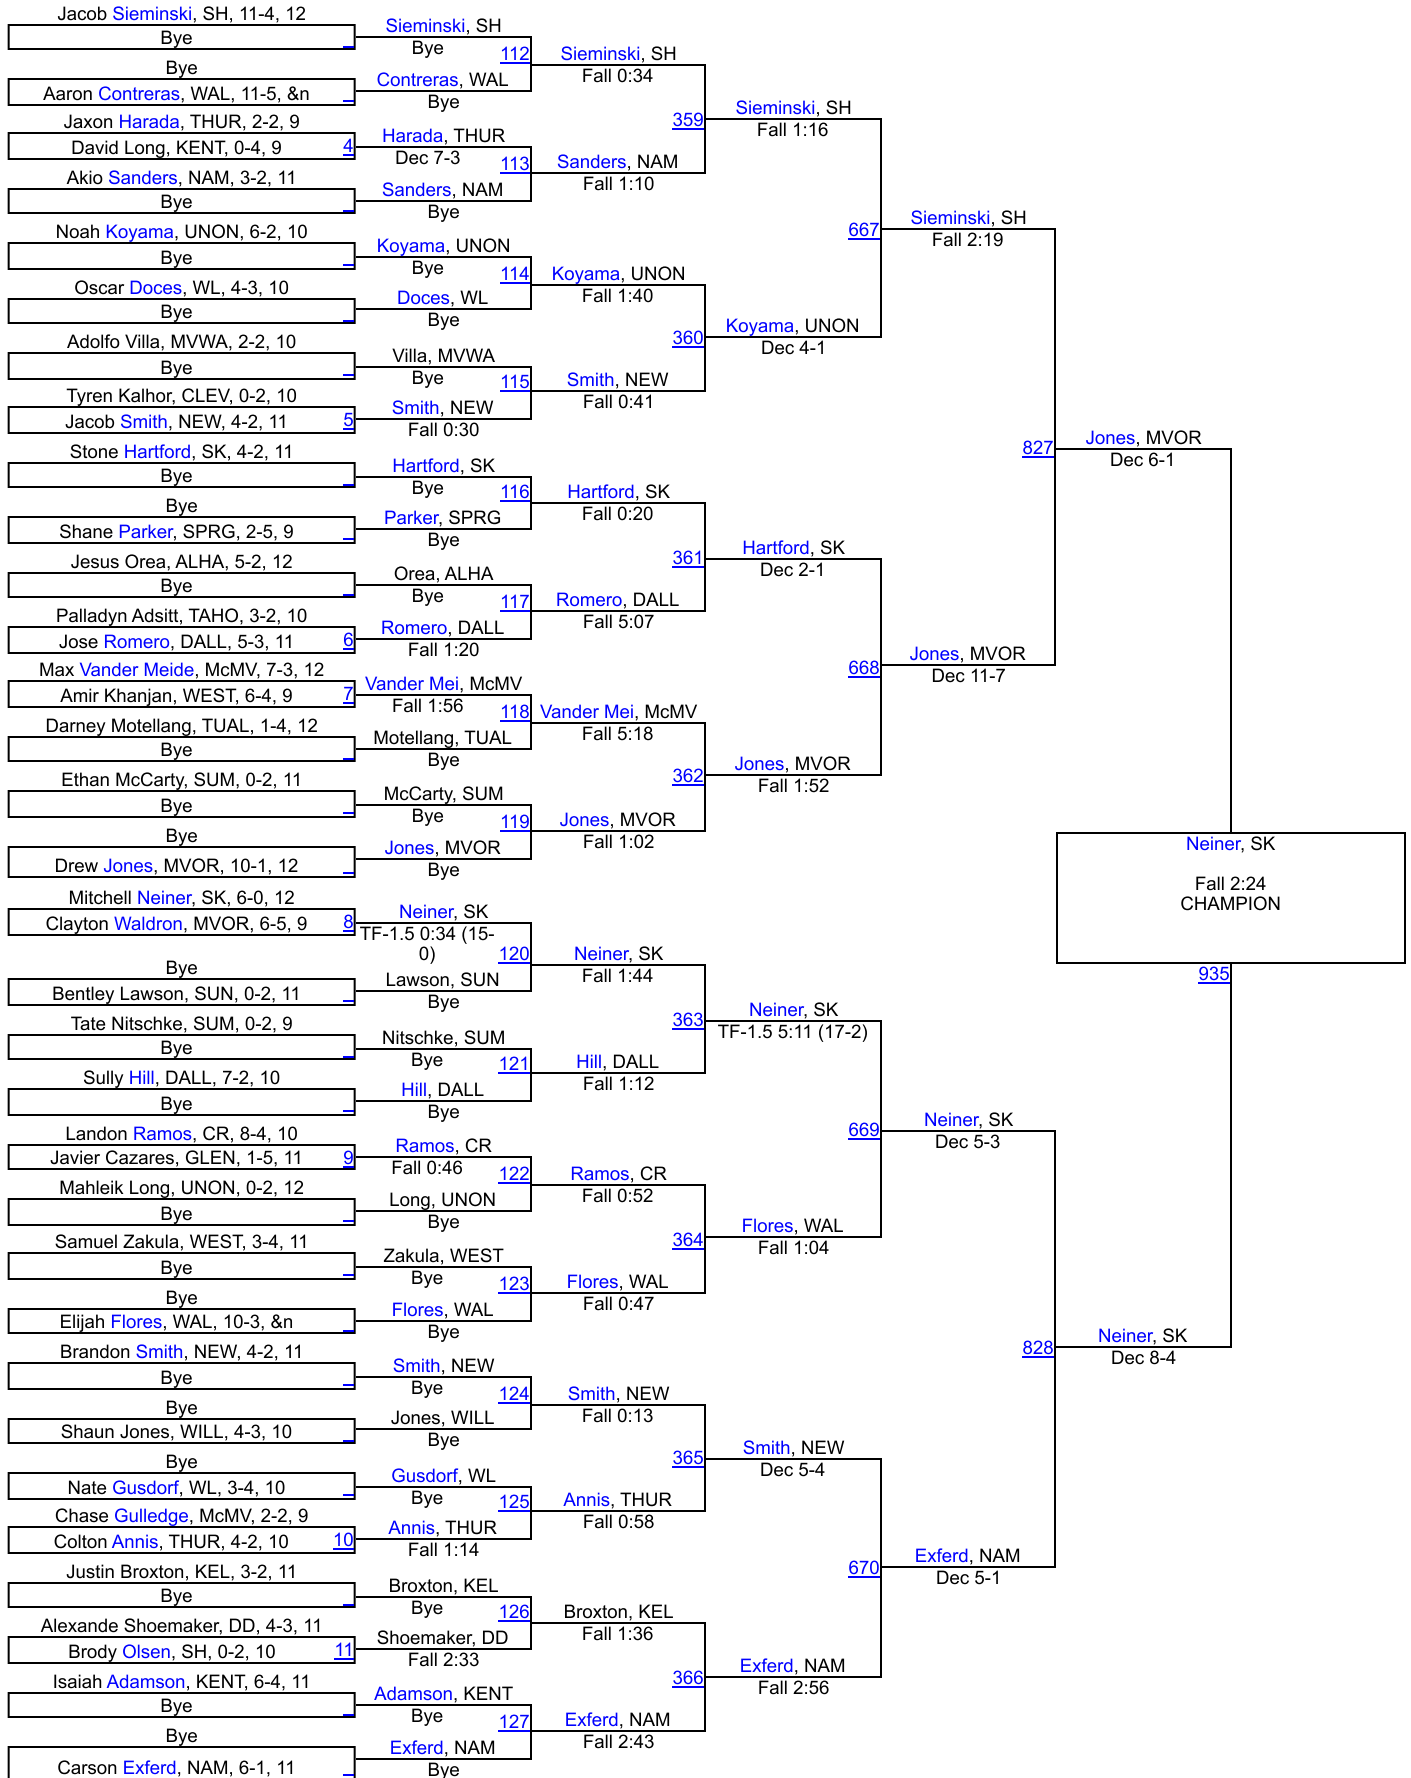 Jacob Sieminski, SH, 11-4, 12
Bye
Bye
Aaron Contreras, WAL, 11-5, &n
Jaxon Harada, THUR, 2-2, 9
David Long, KENT, 0-4, 9
4
Akio Sanders, NAM, 3-2, 11
Bye
Noah Koyama, UNON, 6-2, 10
Bye
Oscar Doces, WL, 4-3, 10
Bye
Adolfo Villa, MVWA, 2-2, 10
Bye
Tyren Kalhor, CLEV, 0-2, 10
Jacob Smith, NEW, 4-2, 11
5
Stone Hartford, SK, 4-2, 11
Bye
Bye
Shane Parker, SPRG, 2-5, 9
Jesus Orea, ALHA, 5-2, 12
Bye
Palladyn Adsitt, TAHO, 3-2, 10
Jose Romero, DALL, 5-3, 11
6
Max Vander Meide, McMV, 7-3, 12
Amir Khanjan, WEST, 6-4, 9
7
Darney Motellang, TUAL, 1-4, 12
Bye
Ethan McCarty, SUM, 0-2, 11
Bye
Bye
Drew Jones, MVOR, 10-1, 12
Mitchell Neiner, SK, 6-0, 12
Clayton Waldron, MVOR, 6-5, 9
8
Bye
Bentley Lawson, SUN, 0-2, 11
Tate Nitschke, SUM, 0-2, 9
Bye
Sully Hill, DALL, 7-2, 10
Bye
Landon Ramos, CR, 8-4, 10
Javier Cazares, GLEN, 1-5, 11
9
Mahleik Long, UNON, 0-2, 12
Bye
Samuel Zakula, WEST, 3-4, 11
Bye
Bye
Elijah Flores, WAL, 10-3, &n
Brandon Smith, NEW, 4-2, 11
Bye
Bye
Shaun Jones, WILL, 4-3, 10
Bye
Nate Gusdorf, WL, 3-4, 10
Chase Gulledge, McMV, 2-2, 9
Colton Annis, THUR, 4-2, 10
10
Justin Broxton, KEL, 3-2, 11
Bye
Alexande Shoemaker, DD, 4-3, 11
Brody Olsen, SH, 0-2, 10
11
Isaiah Adamson, KENT, 6-4, 11
Bye
Bye
Carson Exferd, NAM, 6-1, 11
Sieminski, SH
Bye
112
Contreras, WAL
Bye
Harada, THUR
Dec 7-3
113
Sanders, NAM
Bye
Koyama, UNON
Bye
114
Doces, WL
Bye
Villa, MVWA
Bye
115
Smith, NEW
Fall 0:30
Hartford, SK
Bye
116
Parker, SPRG
Bye
Orea, ALHA
Bye
117
Romero, DALL
Fall 1:20
Vander Mei, McMV
Fall 1:56
118
Motellang, TUAL
Bye
McCarty, SUM
Bye
119
Jones, MVOR
Bye
Neiner, SK
TF-1.5 0:34 (15-
0)
120
Lawson, SUN
Bye
Nitschke, SUM
Bye
121
Hill, DALL
Bye
Ramos, CR
Fall 0:46
122
Long, UNON
Bye
Zakula, WEST
Bye
123
Flores, WAL
Bye
Smith, NEW
Bye
124
Jones, WILL
Bye
Gusdorf, WL
Bye
125
Annis, THUR
Fall 1:14
Broxton, KEL
Bye
126
Shoemaker, DD
Fall 2:33
Adamson, KENT
Bye
127
Exferd, NAM
Bye
Sieminski, SH
Fall 0:34
359
Sanders, NAM
Fall 1:10
Koyama, UNON
Fall 1:40
360
Smith, NEW
Fall 0:41
Hartford, SK
Fall 0:20
361
Romero, DALL
Fall 5:07
Vander Mei, McMV
Fall 5:18
362
Jones, MVOR
Fall 1:02
Neiner, SK
Fall 1:44
363
Hill, DALL
Fall 1:12
Ramos, CR
Fall 0:52
364
Flores, WAL
Fall 0:47
Smith, NEW
Fall 0:13
365
Annis, THUR
Fall 0:58
Broxton, KEL
Fall 1:36
366
Exferd, NAM
Fall 2:43
Sieminski, SH
Fall 1:16
667
Koyama, UNON
Dec 4-1
Hartford, SK
Dec 2-1
668
Jones, MVOR
Fall 1:52
Neiner, SK
TF-1.5 5:11 (17-2)
669
Flores, WAL
Fall 1:04
Smith, NEW
Dec 5-4
670
Exferd, NAM
Fall 2:56
Sieminski, SH
Fall 2:19
827
Jones, MVOR
Dec 11-7
Neiner, SK
Dec 5-3
828
Exferd, NAM
Dec 5-1
Jones, MVOR
Dec 6-1
935
Neiner, SK
Dec 8-4
Neiner, SK
Fall 2:24
CHAMPION